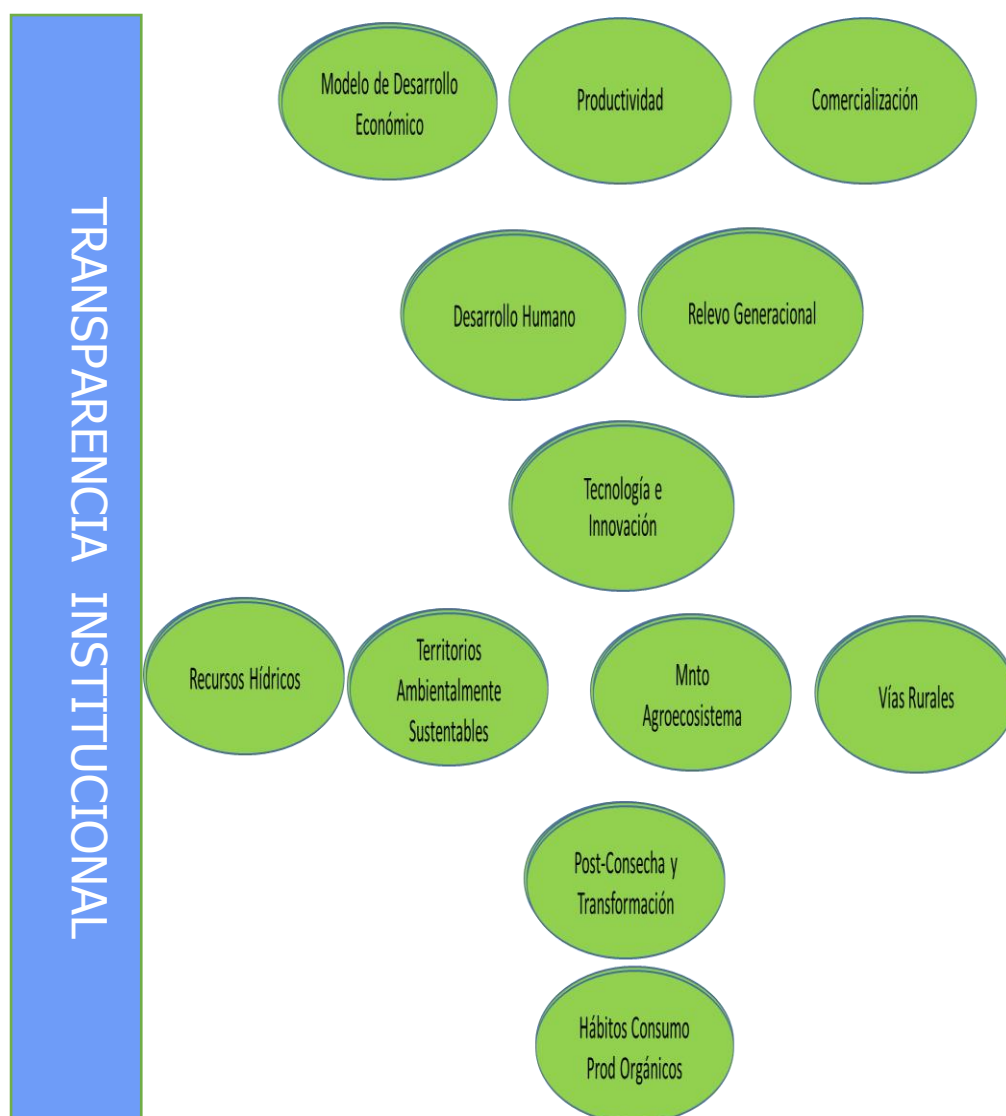 TRANSPARENCIA INSTITUCIONAL
Modelo de Desarrollo
Económico
Productividad
Comercialización
Desarrollo Humano
Relevo Generacional
Tecnología e
Innovación
Recursos Hídricos
Territorios
Ambientalmente
Sustentables
Mnto
Agroecosistema
Vías Rurales
Post-Consecha y
Transformación
Hábitos Consumo
Prod Orgánicos